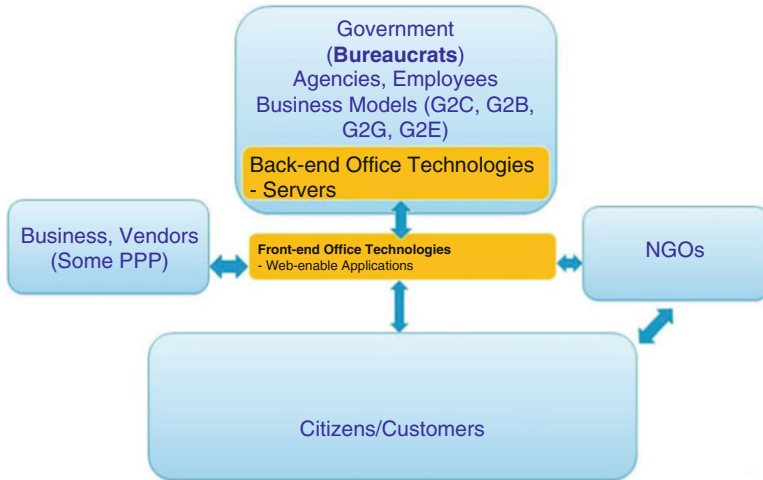 Government
(Bureaucrats)
Agencies, Employees
Business Models (G2C, G2B,
G2G, G2E)
Back-end Office Technologies
- Servers
Business, Vendors
(Some PPP)
Front-end Office Technologies
- Web-enable Applications
NGOs
Citizens/Customers